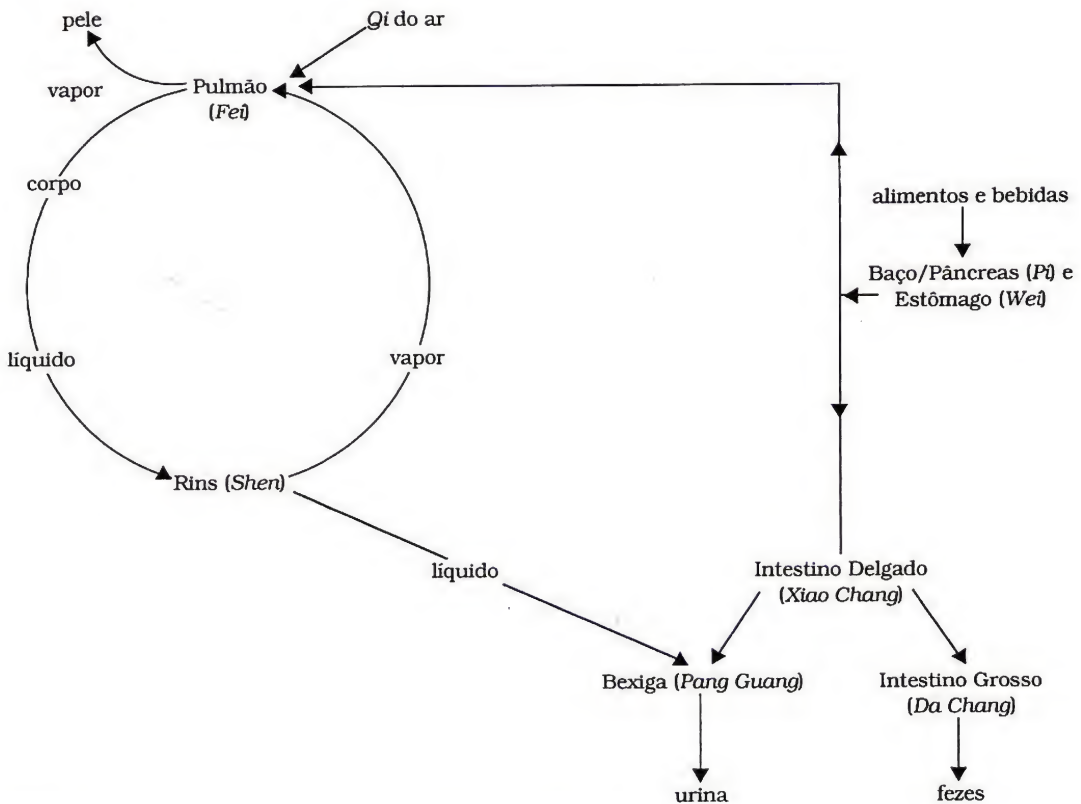 pele
Qi do ar
vapor
Pulmão
(Fei)
corpo
alimentos e bebidas
Baço/Pâncreas (Pi) e
Estômago (Wei)
líquido
vapor
Rins (Shen)
líquido
Intestino Delgado
(Xiao Chang)
Bexiga (Pang Guang)
Intestino Grosso
(Da Chang)
urina
fezes